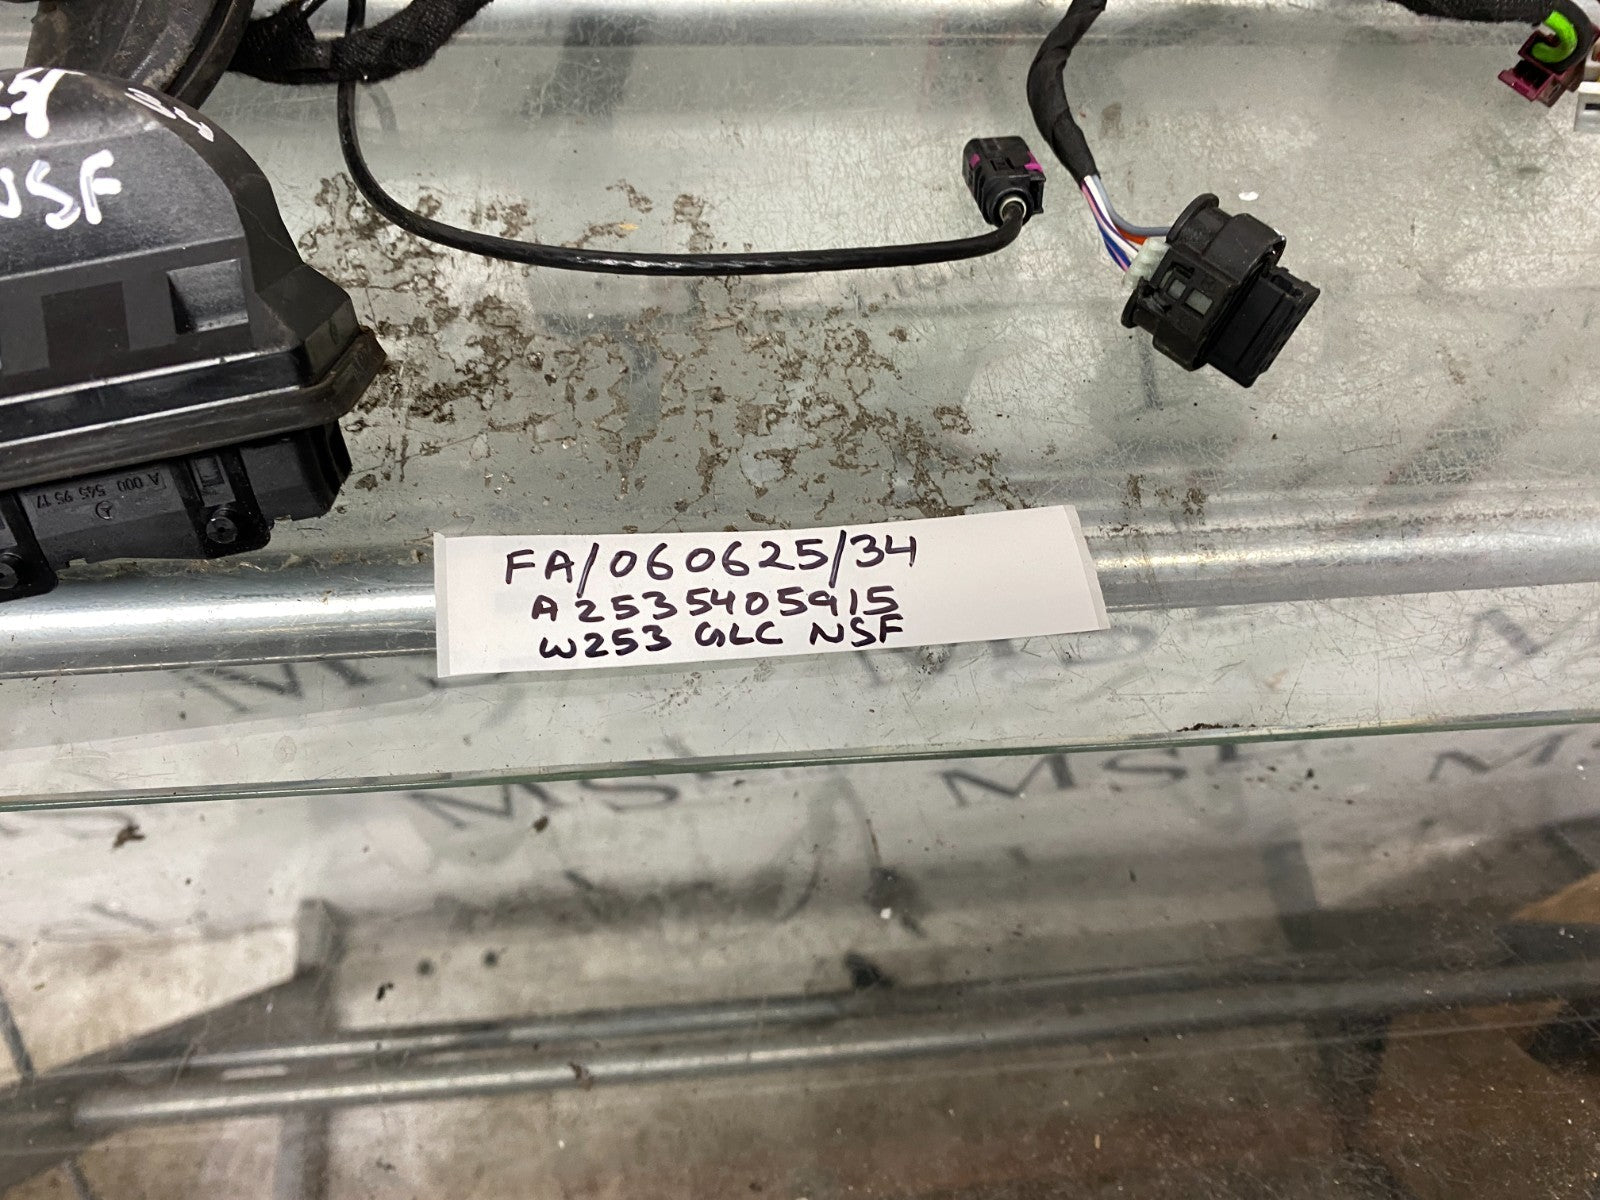 NSF
A 000 545 95 17
FA/060625/34
A2535405915
W253 GLC NSF